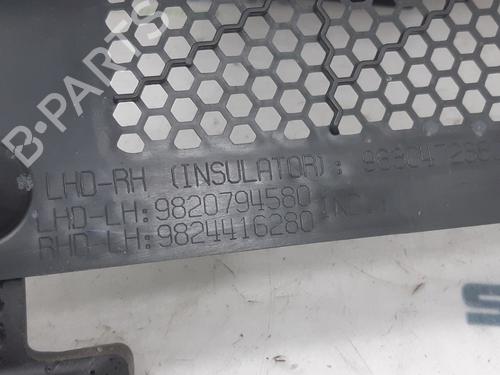 B-PARTS
LHD-RH (INSULATOR):
LHD-LH:9820794580
RHD-LH:9824416280